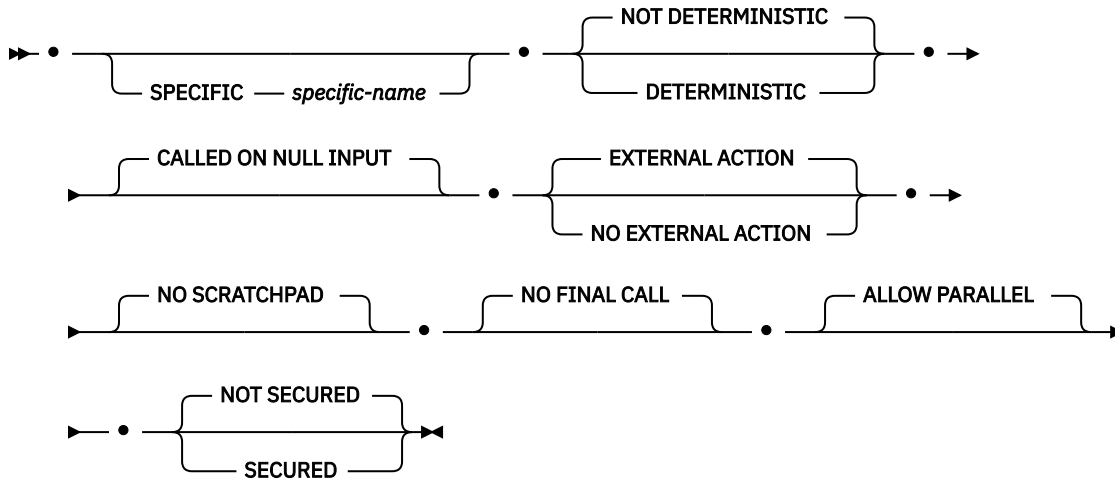 NOT DETERMINISTIC
SPECIFIC specific-name
DETERMINISTIC
CALLED ON NULL INPUT
EXTERNAL ACTION
NO EXTERNAL ACTION
NO SCRATCHPAD
NO FINAL CALL
ALLOW PARALLEL
NOT SECURED
SECURED